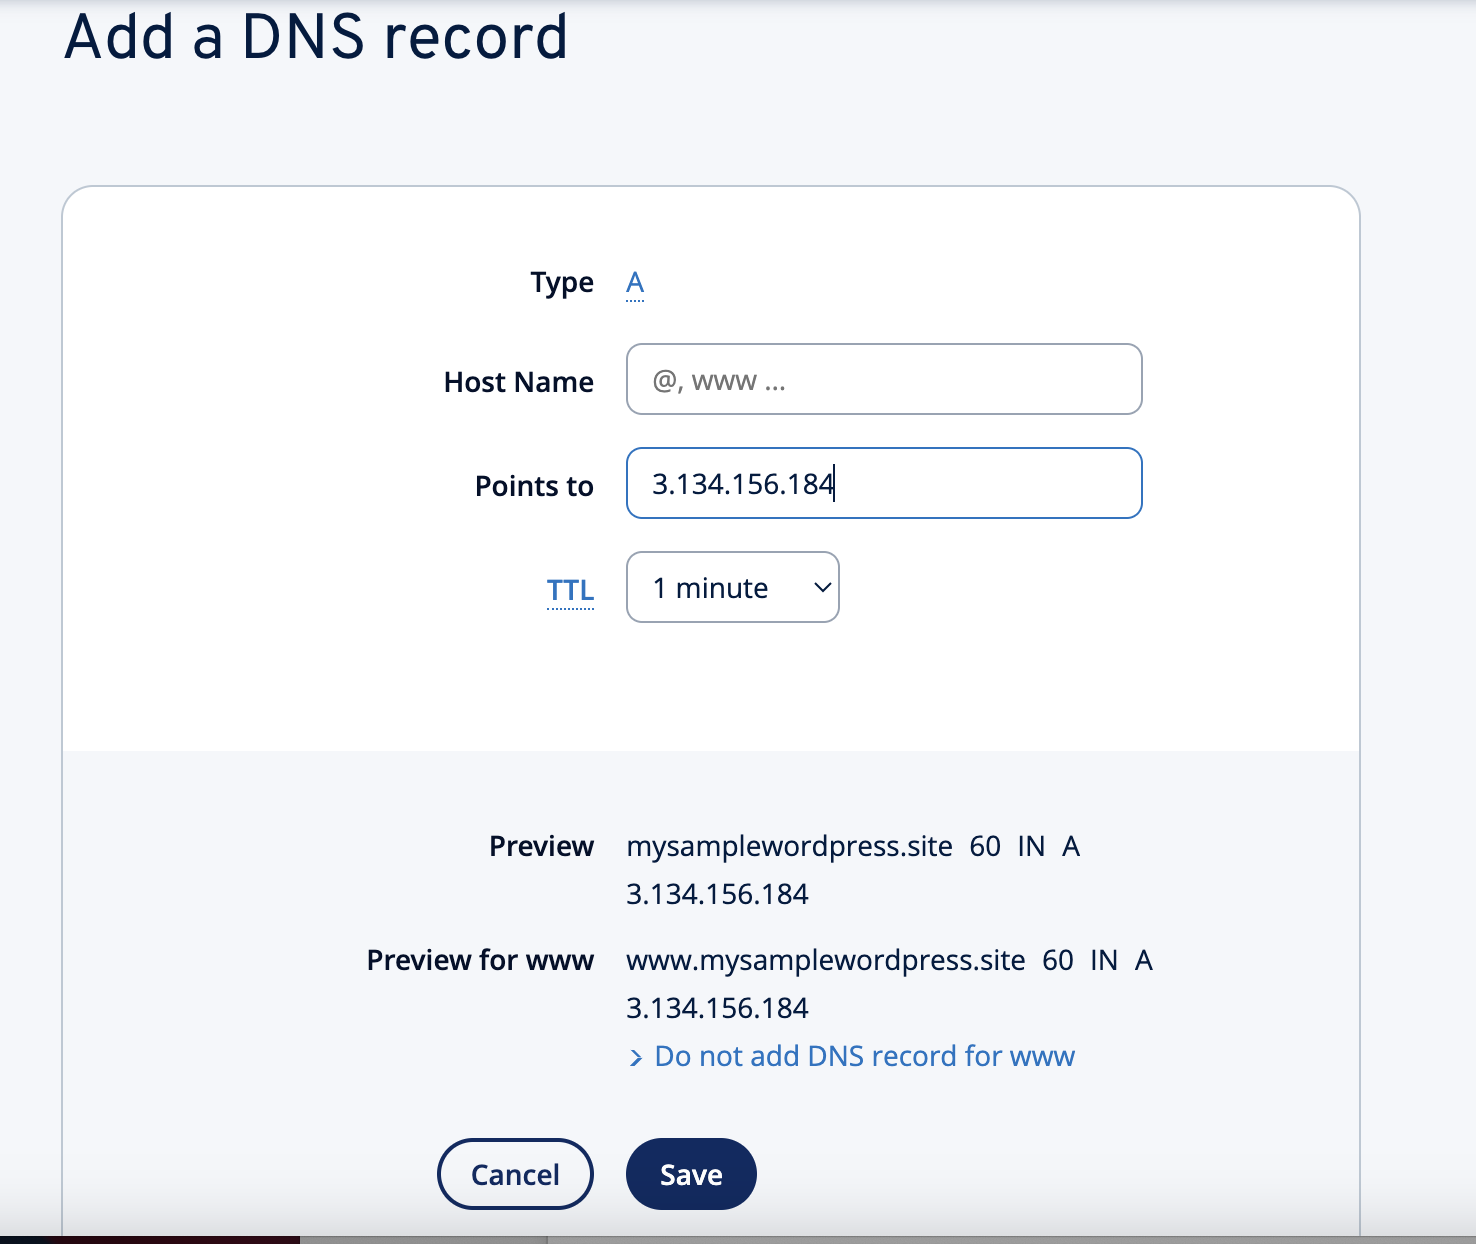 Add a DNS record
Type A
Host Name @, www ...
Points to 3.134.156.184
TTL 1 minute
Preview mysamplewordpress.site 60 IN A
3.134.156.184
Preview for www www.mysamplewordpress.site 60 IN A
3.134.156.184
Do not add DNS record for www
Cancel Save